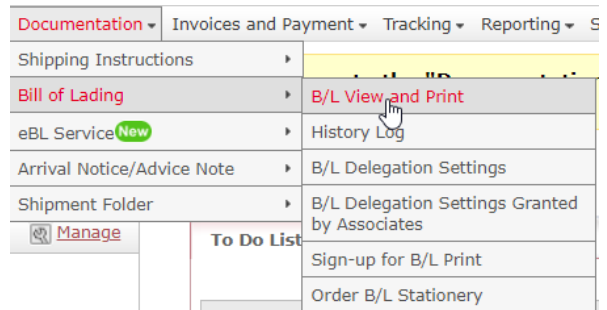 Documentation Invoices and Payment Tracking Reporting
Shipping Instructions
Bill of Lading
eBL Service New
Arrival Notice/Advice Note
Shipment Folder
B/L View and Print
History Log
B/L Delegation Settings
B/L Delegation Settings Granted
by Associates
Sign-up for B/L Print
Order B/L Stationery
Manage
To Do List